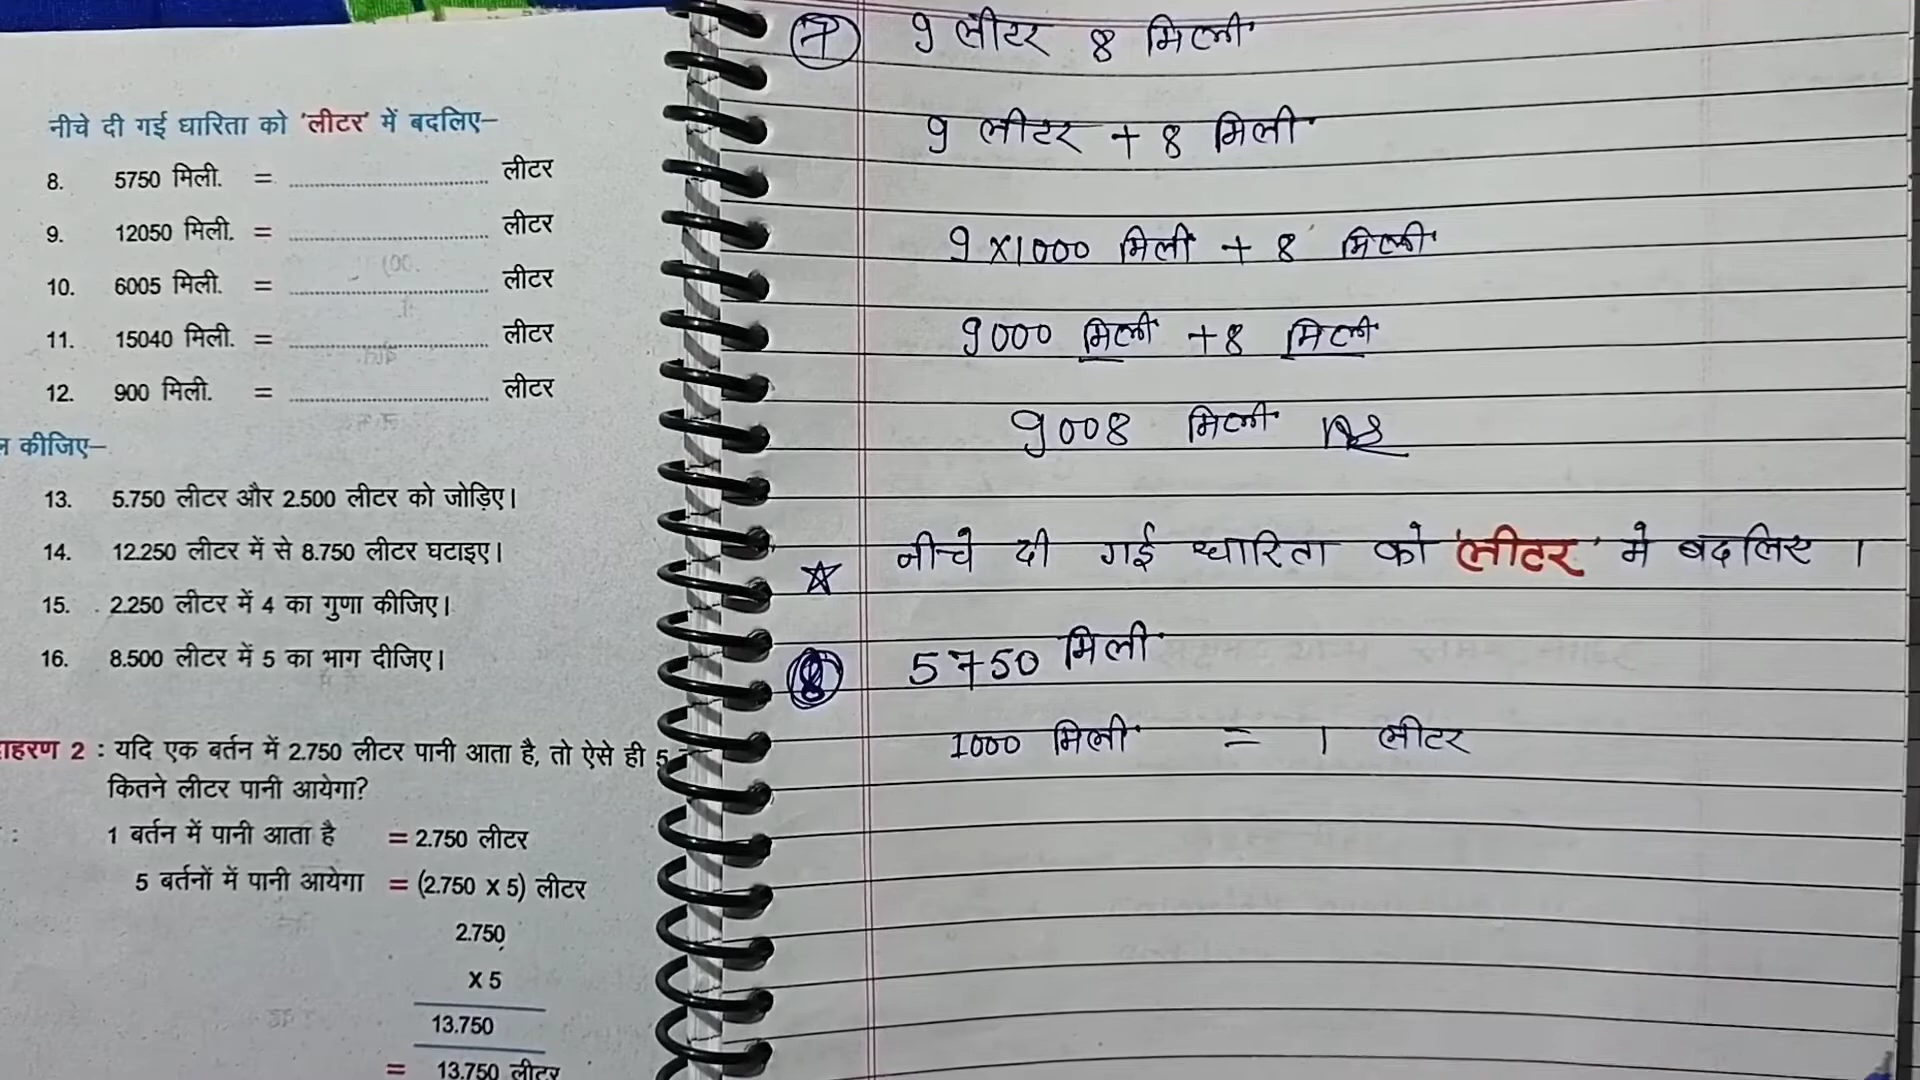 नीचे दी गई धारिता को 'लीटर' में बदलिए–
8. 5750 मिली. = ........................ लीटर
9. 12050 मिली. = ........................ लीटर
10. 6005 मिली. = ........................ लीटर
11. 15040 मिली. = ........................ लीटर
12. 900 मिली. = ........................ लीटर
कीजिए–
13. 5.750 लीटर और 2.500 लीटर को जोड़िए।
14. 12.250 लीटर में से 8.750 लीटर घटाइए।
15. 2.250 लीटर में 4 का गुणा कीजिए।
16. 8.500 लीटर में 5 का भाग दीजिए।
ाहरण 2 : यदि एक बर्तन में 2.750 लीटर पानी आता है, तो ऐसे ही 5
कितने लीटर पानी आयेगा?
: 1 बर्तन में पानी आता है = 2.750 लीटर
5 बर्तनों में पानी आयेगा = (2.750 X 5) लीटर
2.750
X 5
13.750
= 13.750 लीटर
7 9 लीटर 8 मिली.
9 लीटर + 8 मिली.
9 ×1000 मिली + 8 मिली.
9000 मिली. + 8 मिली.
9008 मिली. Ans
☆ नीचे दी गई धारिता को 'लीटर' मे बदलिए ।
8 5750 मिली.
1000 मिली. = 1 लीटर